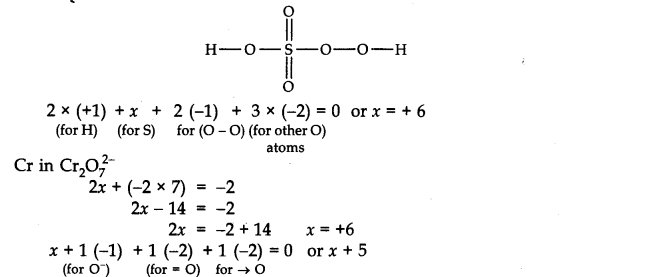 O
H—O—S—O—O—H
O
2 × (+1) + x + 2 (−1) + 3 × (−2) = 0 or x = + 6
(for H) (for S) for (O – O) (for other O)
atoms
Cr in Cr₂O₇²⁻
2x + (−2 × 7) = −2
2x − 14 = −2
2x = −2 + 14 x = +6
x + 1 (−1) + 1 (−2) + 1 (−2) = 0 or x + 5
(for O⁻) (for = O) for → O